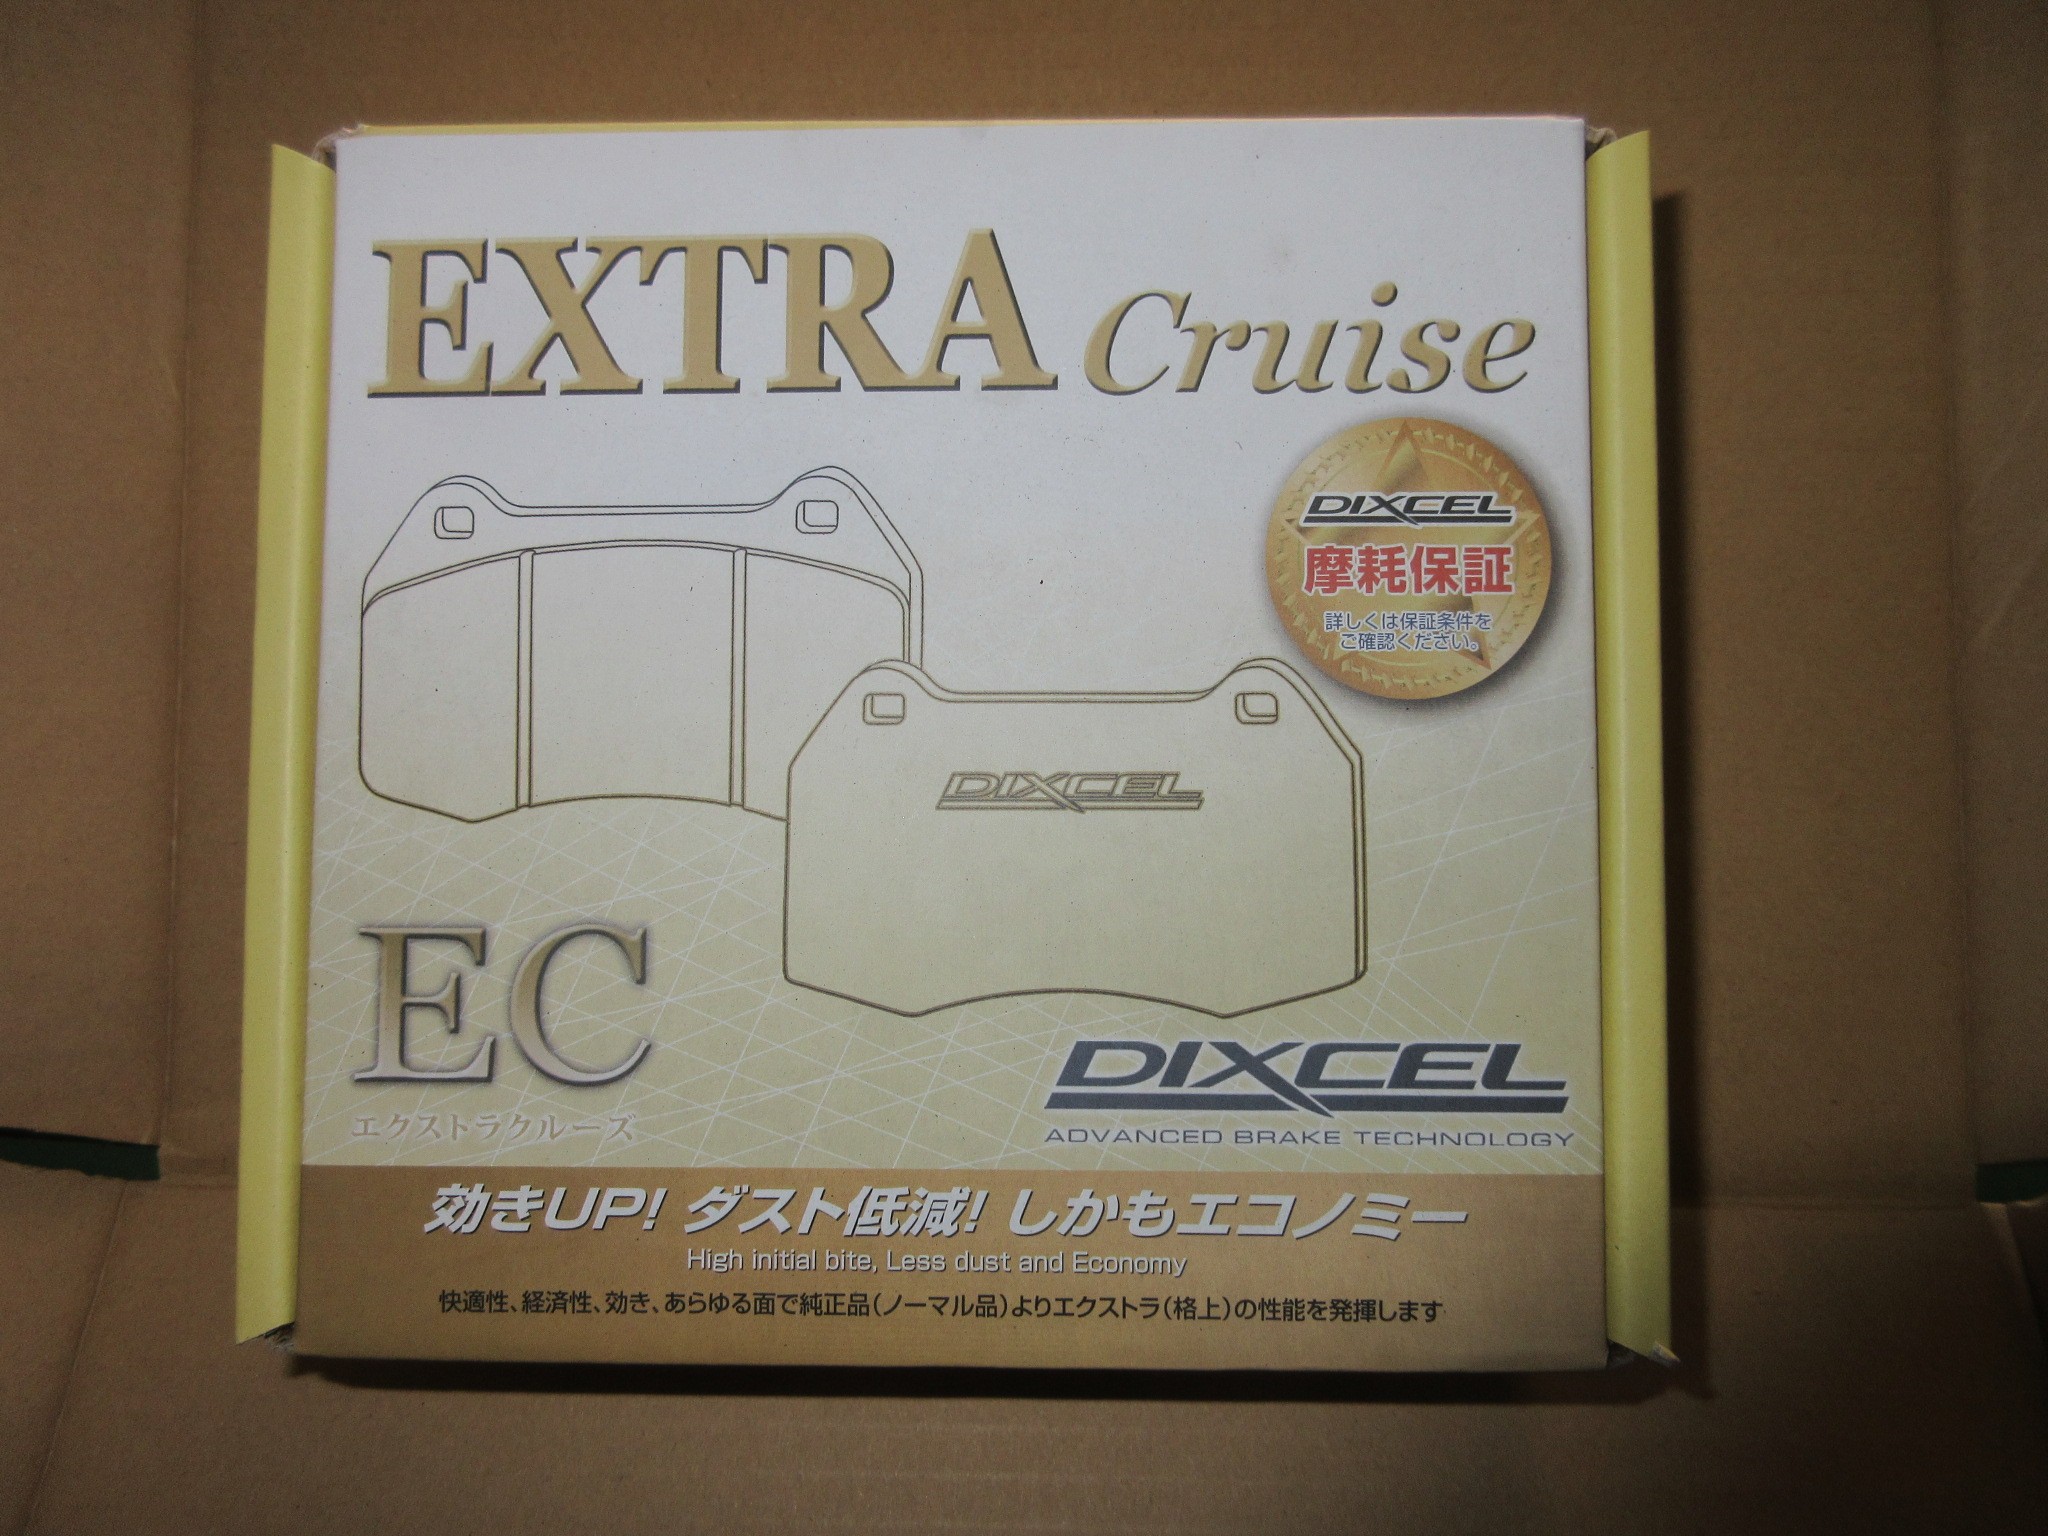 EXTRA Cruise
DIXCEL
摩耗保証
詳しくは保証条件を
ご確認ください。
DIXCEL
EC
エクストラクルーズ
DIXCEL
ADVANCED BRAKE TECHNOLOGY
効きUP! ダスト低減! しかもエコノミー
High initial bite, Less dust and Economy
快適性、経済性、効き、あらゆる面で純正品(ノーマル品)よりエクストラ(格上)の性能を発揮します